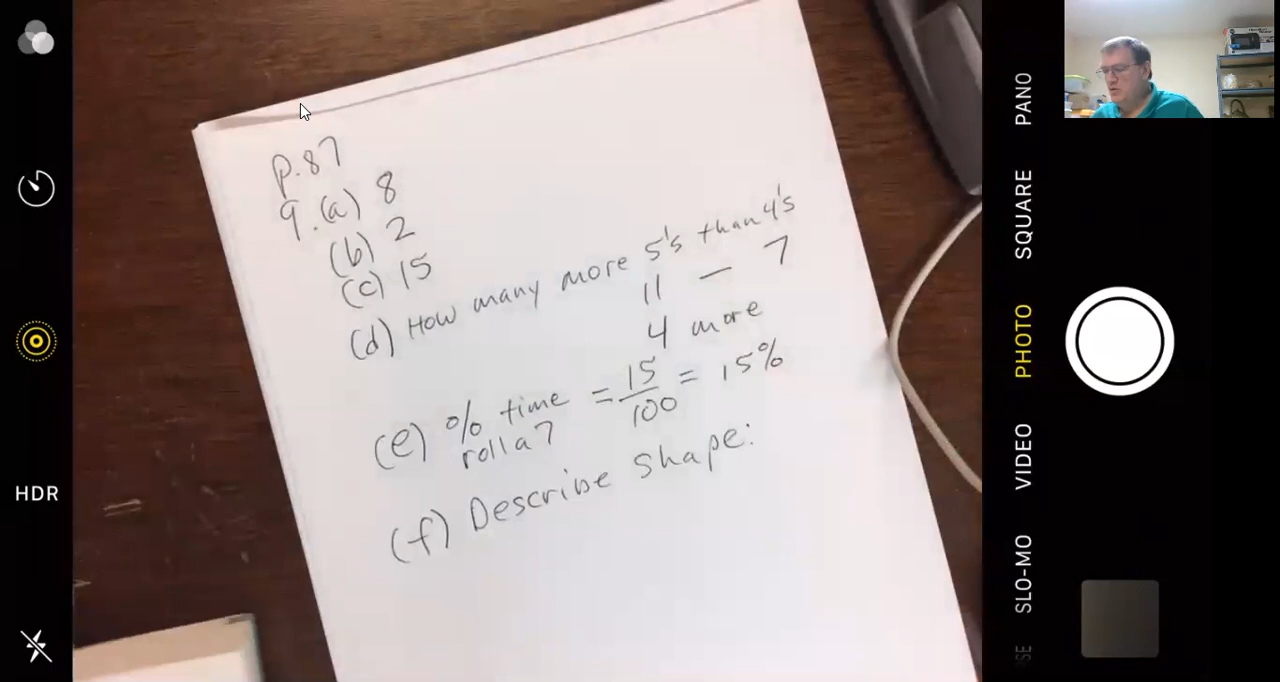 p.87
9. (a) 8
(b) 2
(c) 15
(d) How many more 5's than 4's
11 — 7
4 more
(e) % time = 15/100 = 15%
roll a 7
(f) Describe shape:
HDR
PANO
SQUARE
PHOTO
VIDEO
SLO-MO
SE